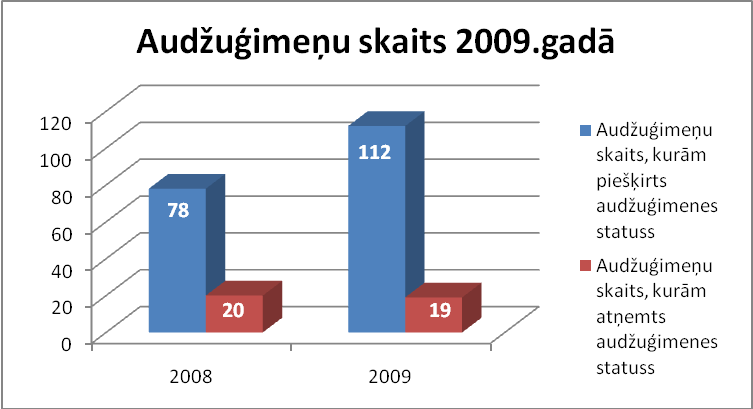 Audžuģimeņu skaits 2009.gadā
120
100
80
60
40
20
0
78
20
112
19
2008
2009
Audžuģimeņu
skaits, kurām
piešķirts
audžuģimenes
statuss
Audžuģimeņu
skaits, kurām
atņemts
audžuģimenes
statuss